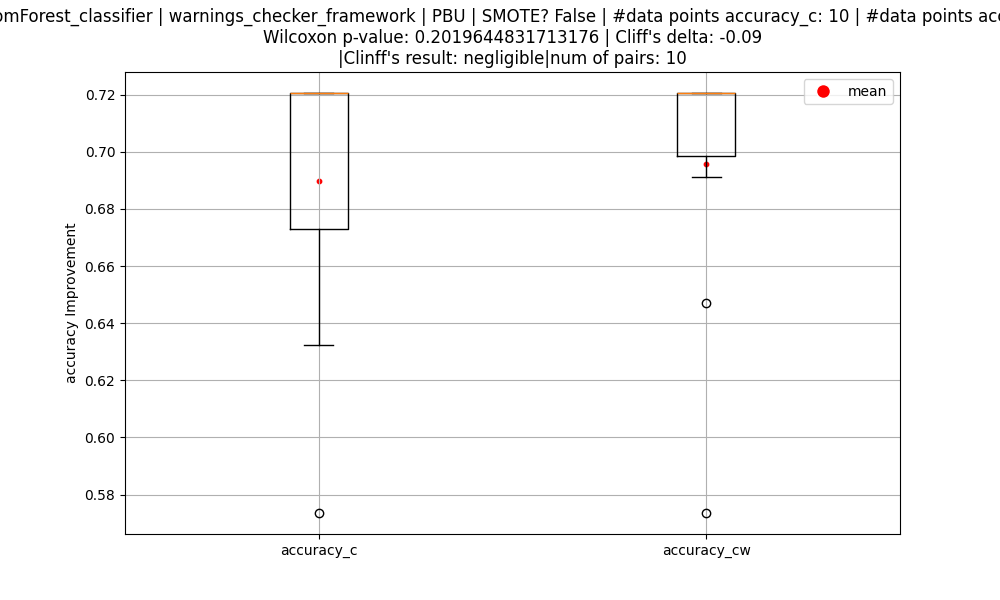 omForest_classifier | warnings_checker_framework | PBU | SMOTE? False | #data points accuracy_c: 10 | #data points acc
Wilcoxon p-value: 0.2019644831713176 | Cliff's delta: -0.09
|Clinff's result: negligible|num of pairs: 10
mean
0.72
0.70
0.68
0.66
0.64
0.62
0.60
0.58
accuracy Improvement
accuracy_c
accuracy_cw